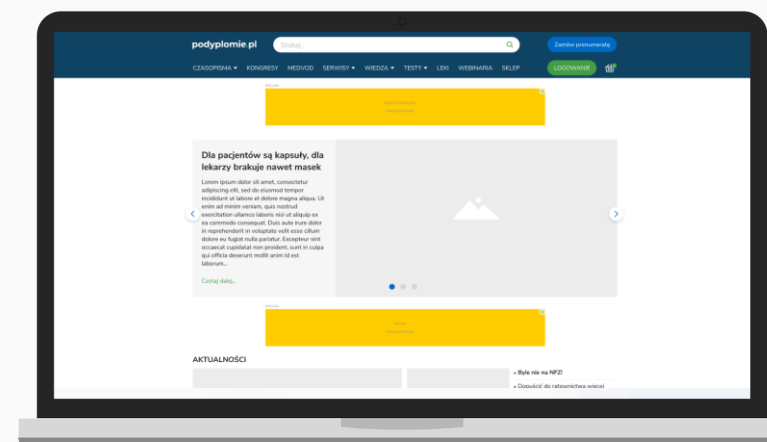 podyplomie.pl
Szukaj...
Zamów prenumeratę
CZASOPISMA KONGRESY MEDVOD SERWISY WIEDZA TESTY LEKI WEBINARIA SKLEP
LOGOWANIE
Dla pacjentów są kapsuły, dla
lekarzy brakuje nawet masek
Lorem ipsum dolor sit amet, consectetur
adipiscing elit, sed do eiusmod tempor
incididunt ut labore et dolore magna aliqua. Ut
enim ad minim veniam, quis nostrud
exercitation ullamco laboris nisi ut aliquip ex
ea commodo consequat. Duis aute irure dolor
in reprehenderit in voluptate velit esse cillum
dolore eu fugiat nulla pariatur. Excepteur sint
occaecat cupidatat non proident, sunt in culpa
qui officia deserunt mollit anim id est
laborum...
Czytaj dalej...
AKTUALNOŚCI
• Byle nie na NFZ!
• Dopuścić do ratownictwa więcej